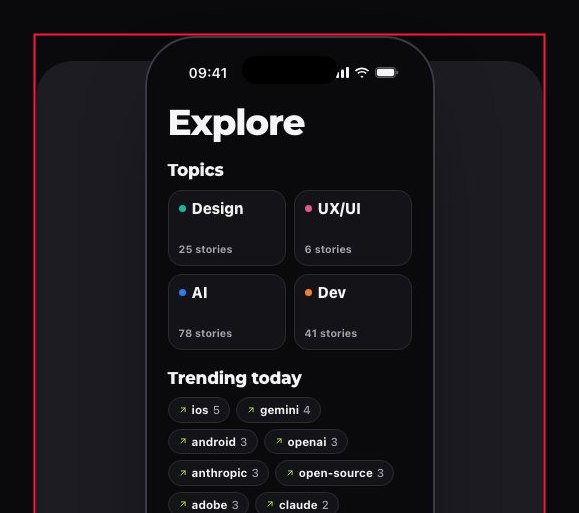 09:41
Explore
Topics
Design
UX/UI
25 stories
6 stories
AI
Dev
78 stories
41 stories
Trending today
ios 5
gemini 4
android 3
openai 3
anthropic 3
open-source 3
adobe 3
claude 2